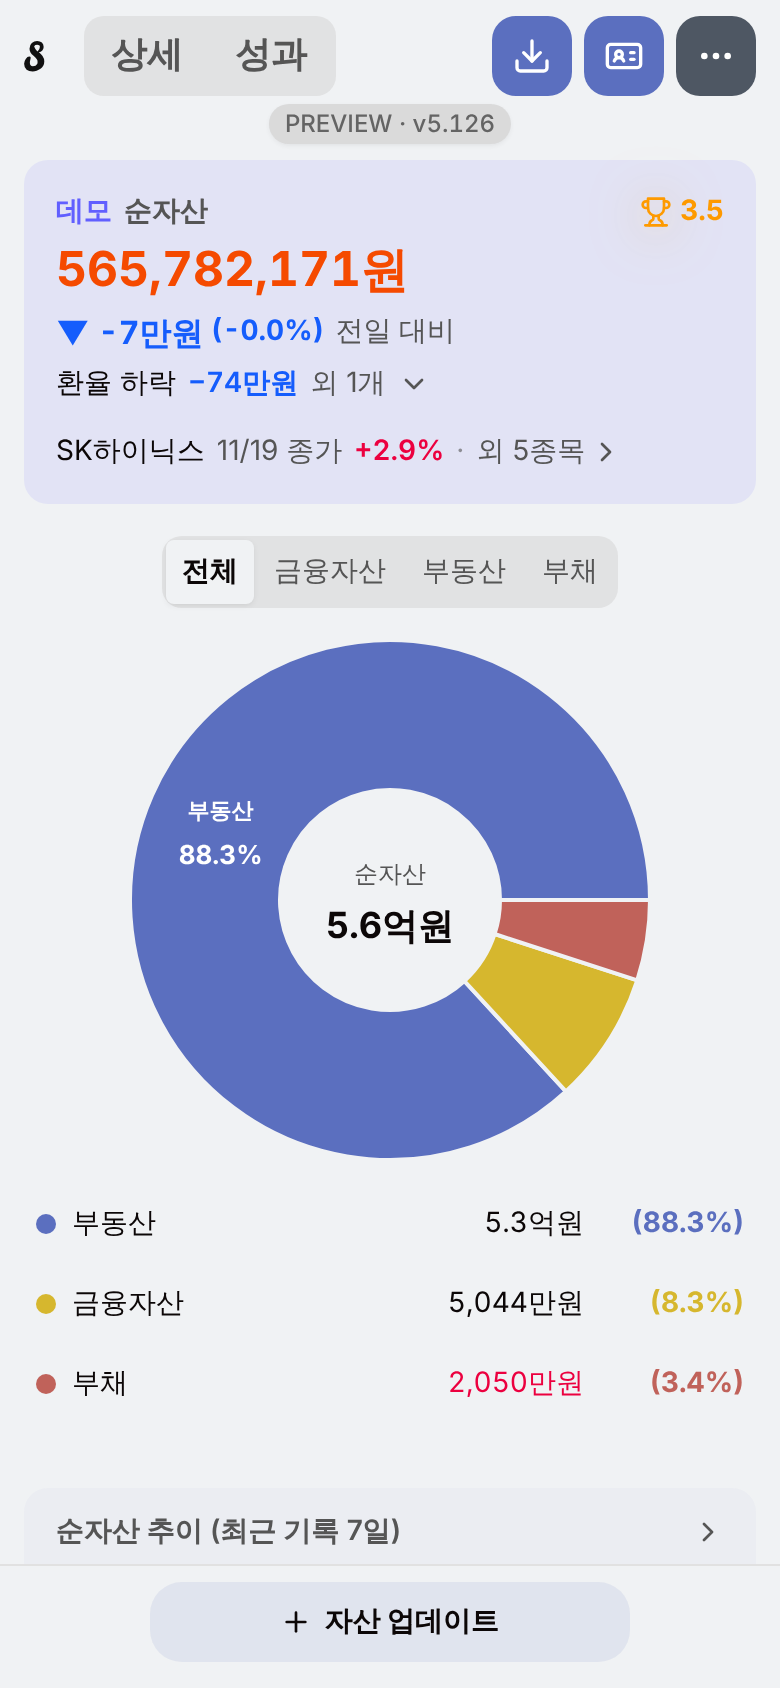 S 상세 성과
PREVIEW · v5.126
데모 순자산 3.5
565,782,171원
▼ -7만원 (-0.0%) 전일 대비
환율 하락 −74만원 외 1개
SK하이닉스 11/19 종가 +2.9% · 외 5종목
전체 금융자산 부동산 부채
부동산
88.3%
순자산
5.6억원
부동산 5.3억원 (88.3%)
금융자산 5,044만원 (8.3%)
부채 2,050만원 (3.4%)
순자산 추이 (최근 기록 7일)
+ 자산 업데이트